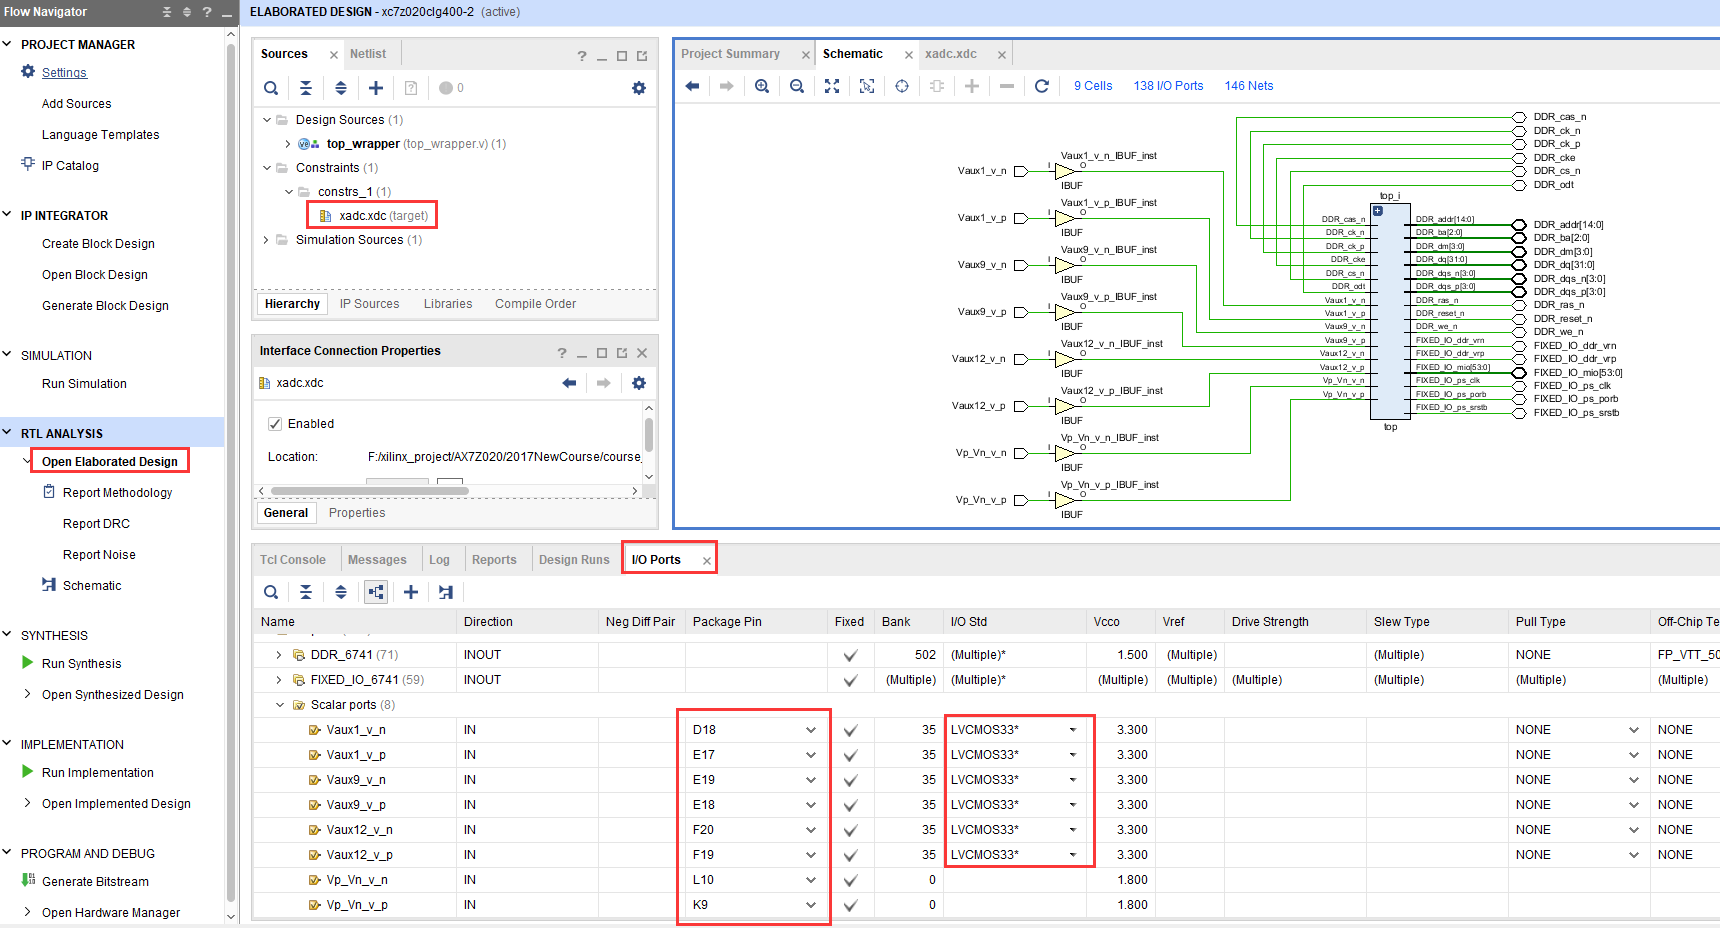 Flow Navigator
PROJECT MANAGER
Settings
Add Sources
Language Templates
IP Catalog
IP INTEGRATOR
Create Block Design
Open Block Design
Generate Block Design
SIMULATION
Run Simulation
RTL ANALYSIS
Open Elaborated Design
Report Methodology
Report DRC
Report Noise
Schematic
SYNTHESIS
Run Synthesis
Open Synthesized Design
IMPLEMENTATION
Run Implementation
Open Implemented Design
PROGRAM AND DEBUG
Generate Bitstream
Open Hardware Manager
ELABORATED DESIGN - xc7z020clg400-2 (active)
Sources Netlist
0
Design Sources (1)
top_wrapper (top_wrapper.v) (1)
Constraints (1)
constrs_1 (1)
xadc.xdc (target)
Simulation Sources (1)
Hierarchy IP Sources Libraries Compile Order
Interface Connection Properties
xadc.xdc
Enabled
Location: F:/xilinx_project/AX7Z020/2017NewCourse/course_
General Properties
Project Summary Schematic xadc.xdc
9 Cells 138 I/O Ports 146 Nets
Vaux1_v_n I Vaux1_v_n_IBUF_inst O IBUF
Vaux1_v_p I Vaux1_v_p_IBUF_inst O IBUF
Vaux9_v_n I Vaux9_v_n_IBUF_inst O IBUF
Vaux9_v_p I Vaux9_v_p_IBUF_inst O IBUF
Vaux12_v_n I Vaux12_v_n_IBUF_inst O IBUF
Vaux12_v_p I Vaux12_v_p_IBUF_inst O IBUF
Vp_Vn_v_n I Vp_Vn_v_n_IBUF_inst O IBUF
Vp_Vn_v_p I Vp_Vn_v_p_IBUF_inst O IBUF
top_i
DDR_cas_n
DDR_ck_n
DDR_ck_p
DDR_cke
DDR_cs_n
DDR_odt
Vaux1_v_n
Vaux1_v_p
Vaux9_v_n
Vaux9_v_p
Vaux12_v_n
Vaux12_v_p
Vp_Vn_v_n
Vp_Vn_v_p
DDR_addr[14:0]
DDR_ba[2:0]
DDR_dm[3:0]
DDR_dq[31:0]
DDR_dqs_n[3:0]
DDR_dqs_p[3:0]
DDR_ras_n
DDR_reset_n
DDR_we_n
FIXED_IO_ddr_vrn
FIXED_IO_ddr_vrp
FIXED_IO_mio[53:0]
FIXED_IO_ps_clk
FIXED_IO_ps_porb
FIXED_IO_ps_srstb
top
DDR_cas_n
DDR_ck_n
DDR_ck_p
DDR_cke
DDR_cs_n
DDR_odt
DDR_addr[14:0]
DDR_ba[2:0]
DDR_dm[3:0]
DDR_dq[31:0]
DDR_dqs_n[3:0]
DDR_dqs_p[3:0]
DDR_ras_n
DDR_reset_n
DDR_we_n
FIXED_IO_ddr_vrn
FIXED_IO_ddr_vrp
FIXED_IO_mio[53:0]
FIXED_IO_ps_clk
FIXED_IO_ps_porb
FIXED_IO_ps_srstb
Tcl Console Messages Log Reports Design Runs I/O Ports
Name Direction Neg Diff Pair Package Pin Fixed Bank I/O Std Vcco Vref Drive Strength Slew Type Pull Type Off-Chip Te
DDR_6741 (71) INOUT 502 (Multiple)* 1.500 (Multiple) (Multiple) NONE FP_VTT_50
FIXED_IO_6741 (59) INOUT (Multiple) (Multiple)* (Multiple) (Multiple) (Multiple) (Multiple) (Multiple) (Multiple)
Scalar ports (8)
Vaux1_v_n IN D18 35 LVCMOS33* 3.300 NONE NONE
Vaux1_v_p IN E17 35 LVCMOS33* 3.300 NONE NONE
Vaux9_v_n IN E19 35 LVCMOS33* 3.300 NONE NONE
Vaux9_v_p IN E18 35 LVCMOS33* 3.300 NONE NONE
Vaux12_v_n IN F20 35 LVCMOS33* 3.300 NONE NONE
Vaux12_v_p IN F19 35 LVCMOS33* 3.300 NONE NONE
Vp_Vn_v_n IN L10 0 1.800
Vp_Vn_v_p IN K9 0 1.800